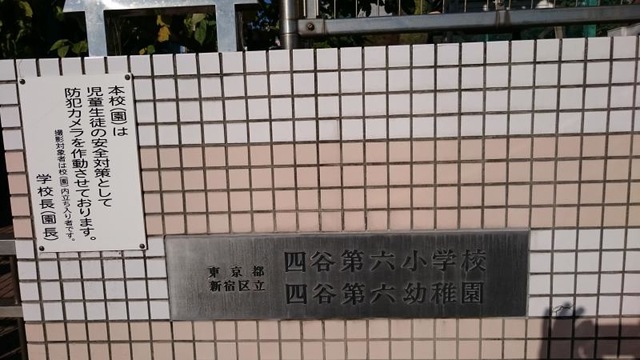 本校(園)は
児童生徒の安全対策として
防犯カメラを作動させております。
撮影対象者は校(園)内立ち入り者です。
学校長(園長)
東京都
新宿区立
四谷第六小学校
四谷第六幼稚園